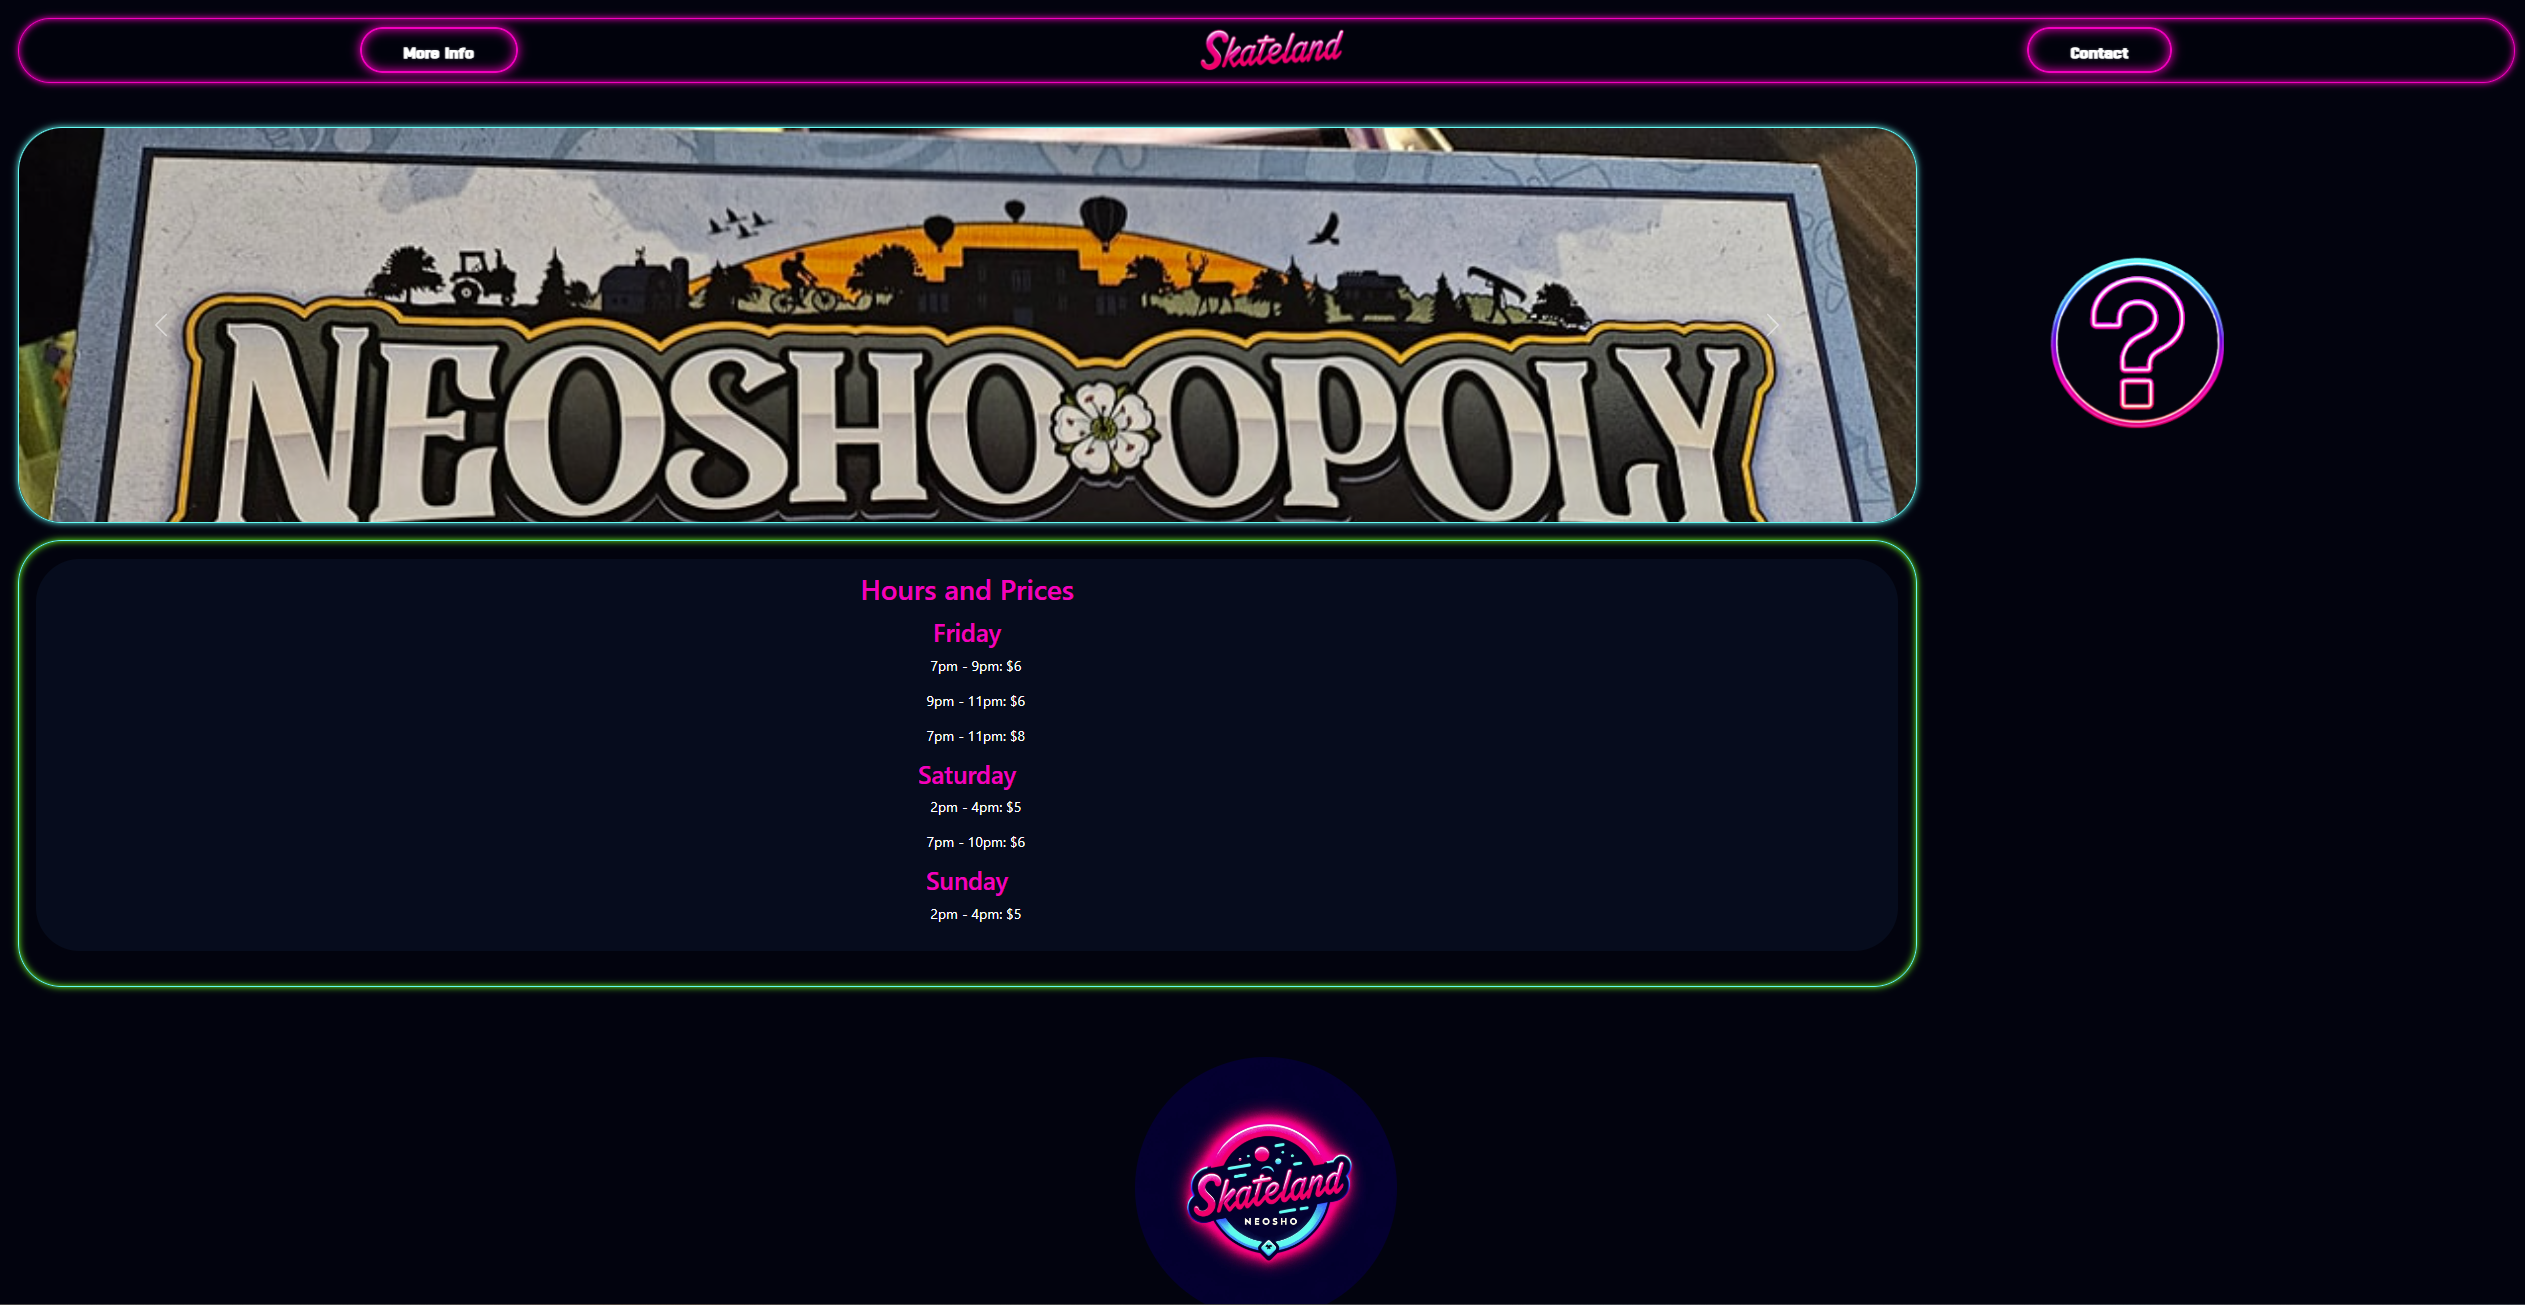 More Info
Skateland
Contact
NEOSHO OPOLY
?
Hours and Prices
Friday
7pm - 9pm: $6
9pm - 11pm: $6
7pm - 11pm: $8
Saturday
2pm - 4pm: $5
7pm - 10pm: $6
Sunday
2pm - 4pm: $5
Skateland
NEOSHO